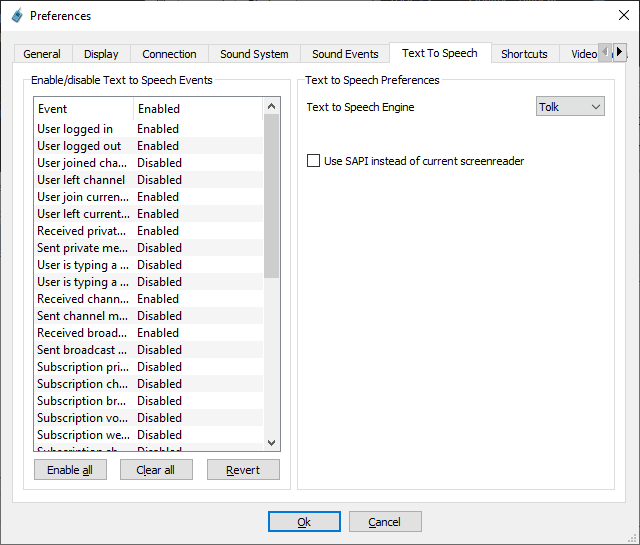 Preferences
General Display Connection Sound System Sound Events Text To Speech Shortcuts Video
Enable/disable Text to Speech Events
Event Enabled
User logged in Enabled
User logged out Enabled
User joined cha... Disabled
User left channel Disabled
User join curren... Enabled
User left current... Enabled
Received privat... Enabled
Sent private me... Disabled
User is typing a ... Disabled
User is typing a ... Disabled
Received chann... Enabled
Sent channel m... Disabled
Received broad... Enabled
Sent broadcast ... Disabled
Subscription pri... Disabled
Subscription ch... Disabled
Subscription br... Disabled
Subscription vo... Disabled
Subscription we... Disabled
Subscription sh... Disabled
Enable all Clear all Revert
Text to Speech Preferences
Text to Speech Engine Tolk
Use SAPI instead of current screenreader
Ok Cancel